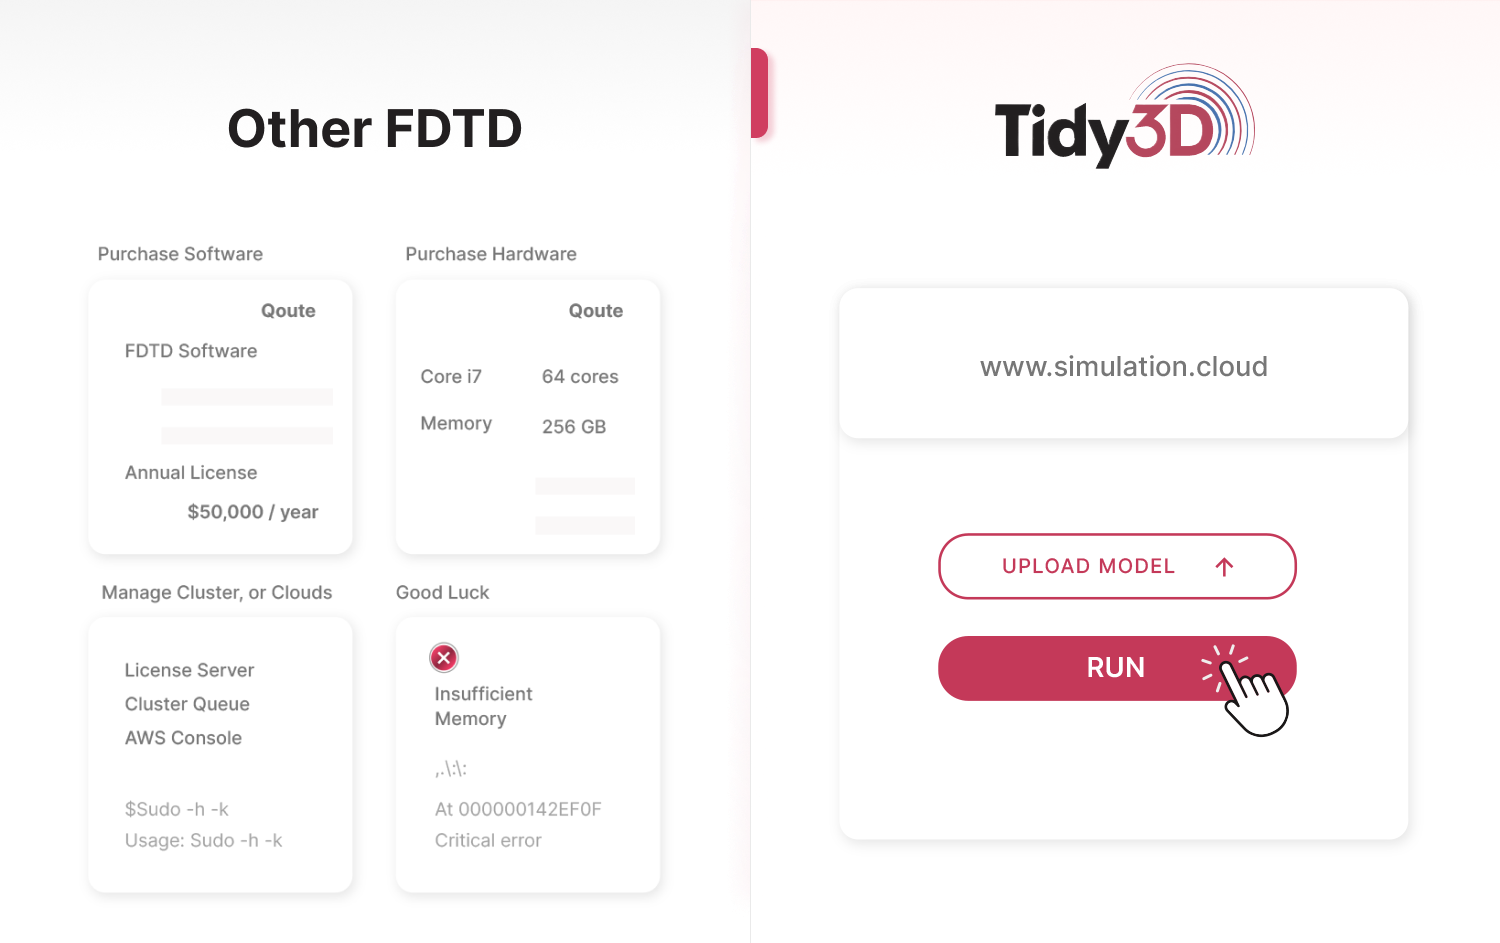 Other FDTD
Purchase Software
Qoute
FDTD Software
Annual License
$50,000 / year
Purchase Hardware
Qoute
Core i7 64 cores
Memory 256 GB
Manage Cluster, or Clouds
License Server
Cluster Queue
AWS Console
$Sudo -h -k
Usage: Sudo -h -k
Good Luck
Insufficient
Memory
,.\:\:
At 000000142EF0F
Critical error
Tidy3D
www.simulation.cloud
UPLOAD MODEL ↑
RUN